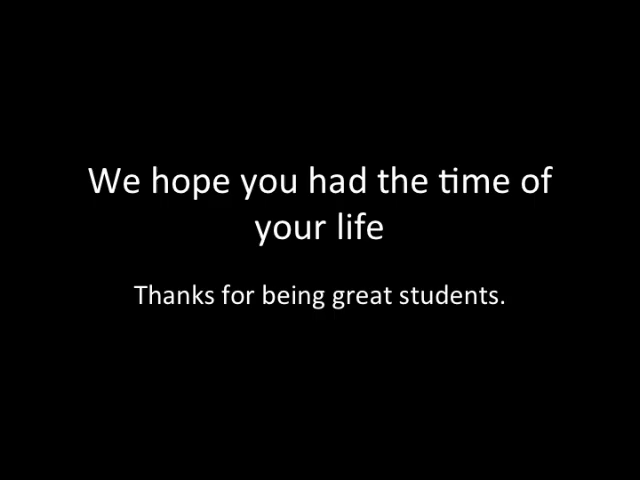 We hope you had the time of
your life
Thanks for being great students.